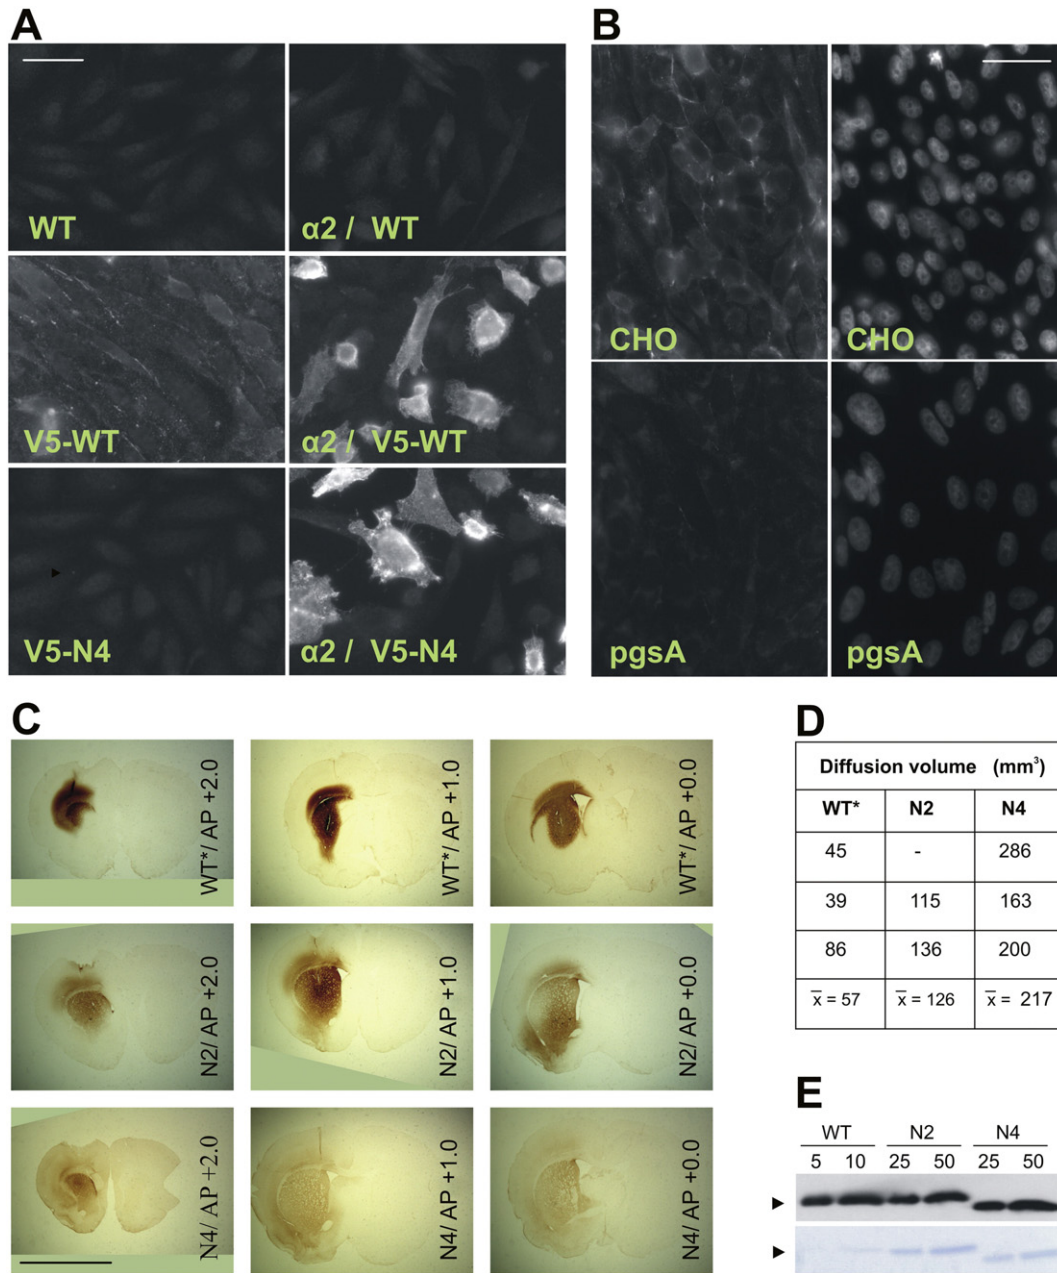 A
WT
α2 / WT
V5-WT
α2 / V5-WT
V5-N4
α2 / V5-N4
B
CHO
CHO
pgsA
pgsA
C
WT*/ AP +2.0
WT*/ AP +1.0
WT*/ AP +0.0
N2/ AP +2.0
N2/ AP +1.0
N2/ AP +0.0
N4/ AP +2.0
N4/ AP +1.0
N4/ AP +0.0
D
Diffusion volume (mm³)
WT* N2 N4
45 - 286
39 115 163
86 136 200
x̄ = 57 x̄ = 126 x̄ = 217
E
WT N2 N4
5 10 25 50 25 50